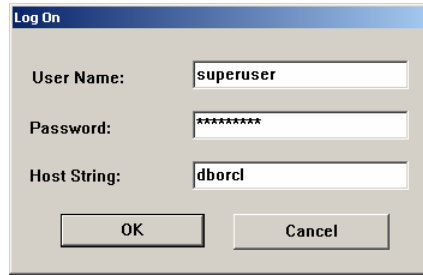 Log On
User Name: superuser
Password: *********
Host String: dborcl
OK Cancel